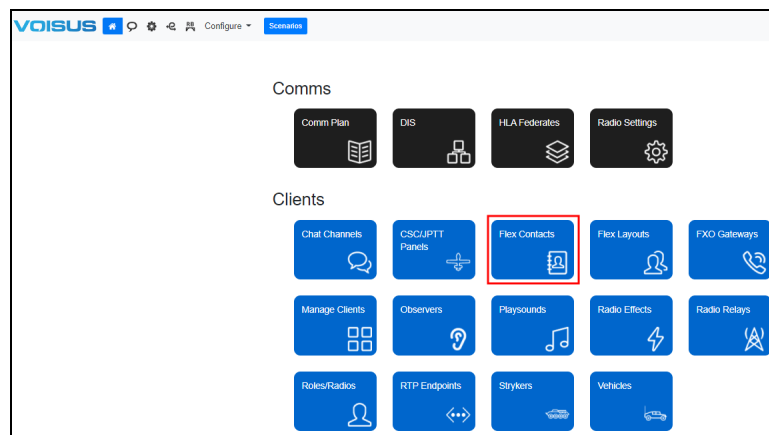 VOISUS RB Configure Scenarios
Comms
Comm Plan DIS HLA Federates Radio Settings
Clients
Chat Channels CSC/JPTT Flex Contacts Flex Layouts FXO Gateways
Panels
Manage Clients Observers Playsounds Radio Effects Radio Relays
Roles/Radios RTP Endpoints Strykers Vehicles